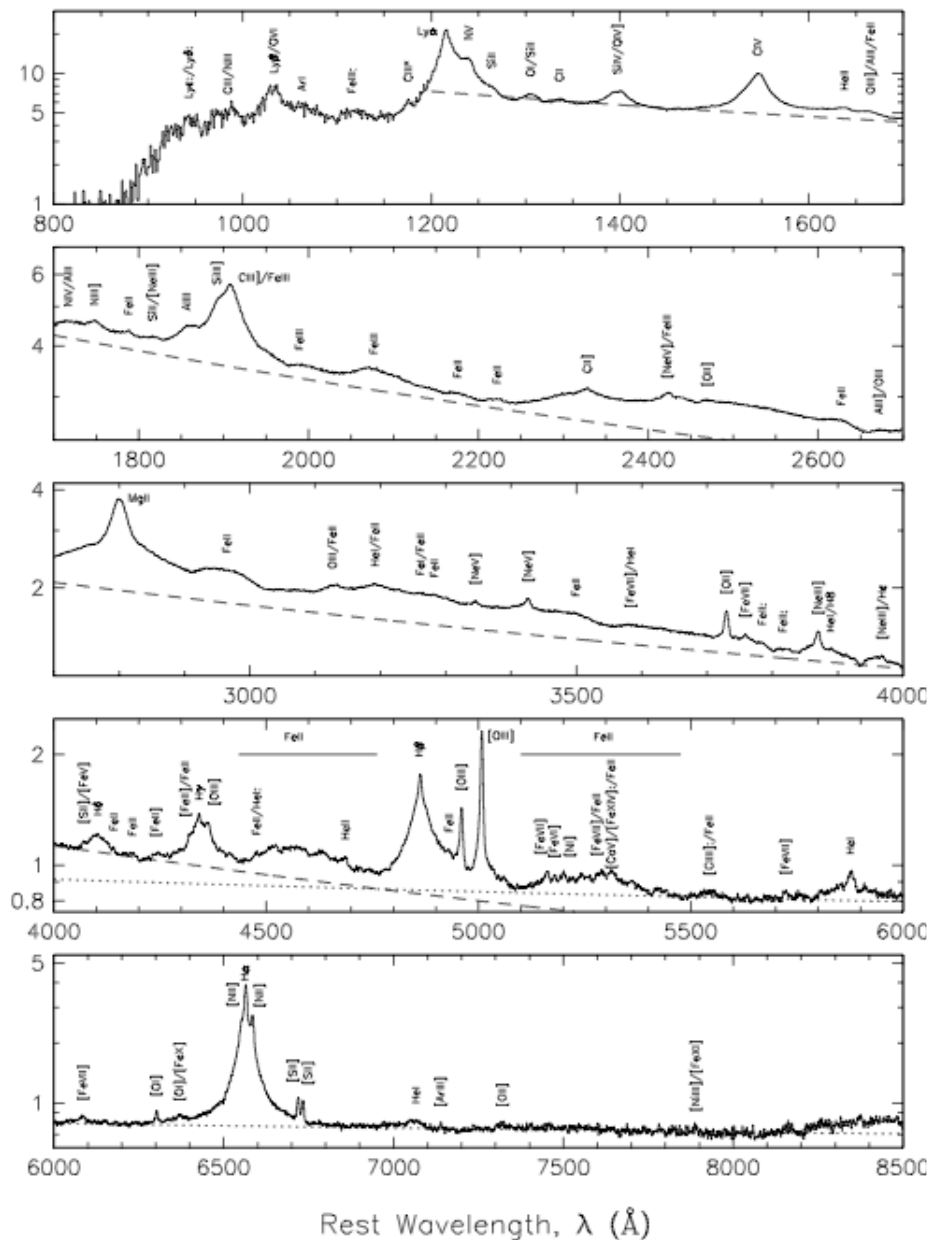 Lyε:/Lyδ: CIII/NIII Lyβ/OVI ArI FeIII: CIII* Lyα NV SiII OI/SiII CII SiIV/OIV] CIV HeII OIII]/AlII/FeII
10
5
1
800 1000 1200 1400 1600
NIV/AlII NIII] FeII SiII/[NeIII] AlIII SiIII] CIII]/FeIII FeIII FeIII FeII FeII CII] [NeIV]/FeIII [OII] FeII AlII]/OIII
6
4
1800 2000 2200 2400 2600
MgII FeII OIII/FeII HeI/FeII FeI/FeII FeII [NeV] [NeV] FeII [FeVII]/HeI [OII] [FeVII] FeII: FeII: [NeIII] HeI/H8 [NeIII]/Hε
4
2
3000 3500 4000
FeII FeII
[SII]/[FeV] Hδ FeII FeII [FeII] [FeII]/FeII Hγ [OIII] FeII/HeI: HeII Hβ FeII [OIII] [OIII] [FeVII] [FeVI] [NI] [FeVII]/FeII [CaV]/[FeXIV]:/FeII [ClIII]:/FeII [FeVII] HeI
2
1
0.8
4000 4500 5000 5500 6000
[FeVII] [OI] [OI]/[FeX] [NII] Hα [NII] [SII] [SII] HeI [ArIII] [OII] [NiIII]/[FeXI]
5
1
6000 6500 7000 7500 8000 8500
Rest Wavelength, λ (Å)